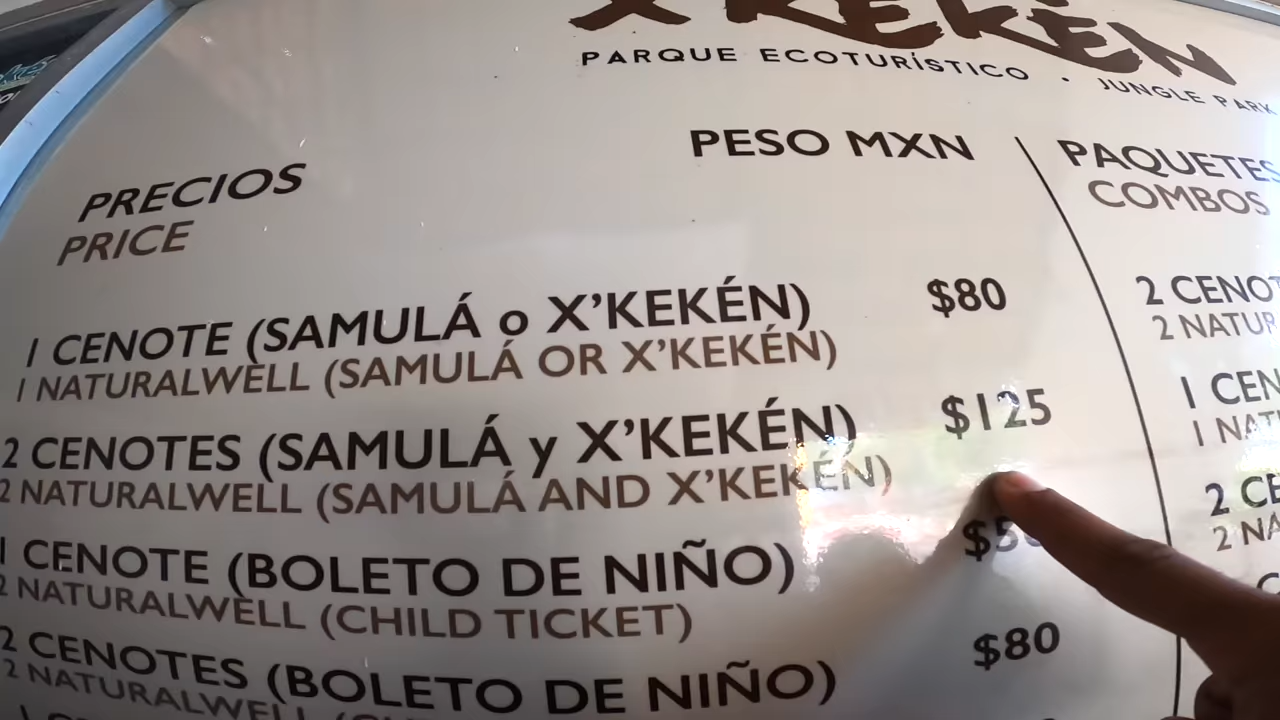 X'KEKÉN
PARQUE ECOTURÍSTICO · JUNGLE PARK
PRECIOS
PRICE
PESO MXN
1 CENOTE (SAMULÁ o X'KEKÉN) $80
1 NATURALWELL (SAMULÁ OR X'KEKÉN)
2 CENOTES (SAMULÁ y X'KEKÉN) $125
2 NATURALWELL (SAMULÁ AND X'KEKÉN)
1 CENOTE (BOLETO DE NIÑO)
2 NATURALWELL (CHILD TICKET)
2 CENOTES (BOLETO DE NIÑO) $80
2 NATURALWELL
PAQUETES
COMBOS
2 CENOT
2 NATUR
1 CEN
1 NAT
2 CE
2 NA